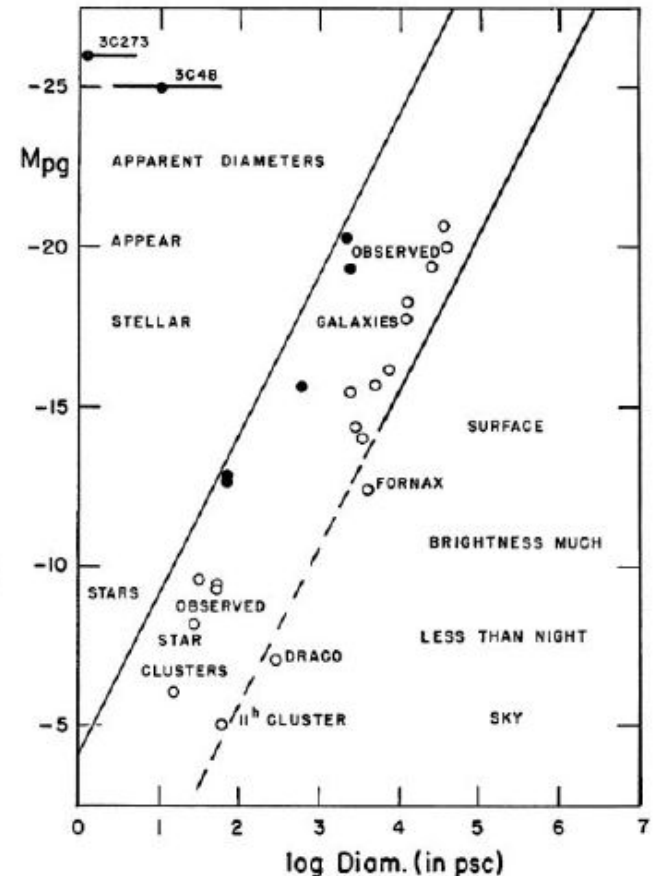 3C273
3C48
-25
Mpg
APPARENT DIAMETERS
-20
APPEAR
OBSERVED
STELLAR
GALAXIES
-15
SURFACE
FORNAX
BRIGHTNESS MUCH
-10
STARS
OBSERVED
STAR
LESS THAN NIGHT
CLUSTERS
DRACO
-5
11h CLUSTER
SKY
0 1 2 3 4 5 6 7
log Diam. (in psc)